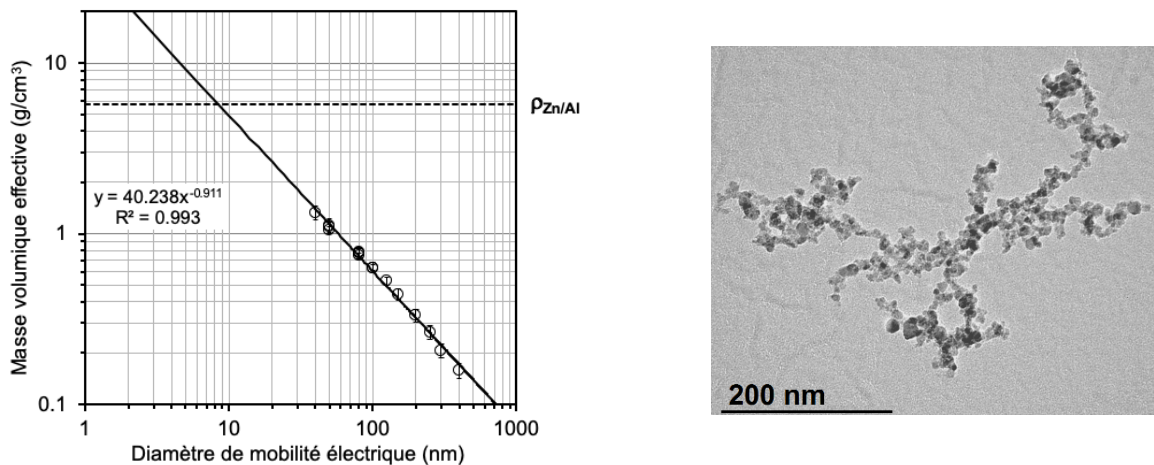 Masse volumique effective (g/cm³)
10
1
0.1
ρZn/Al
y = 40.238x^-0.911
R² = 0.993
1
10
100
1000
Diamètre de mobilité électrique (nm)
200 nm